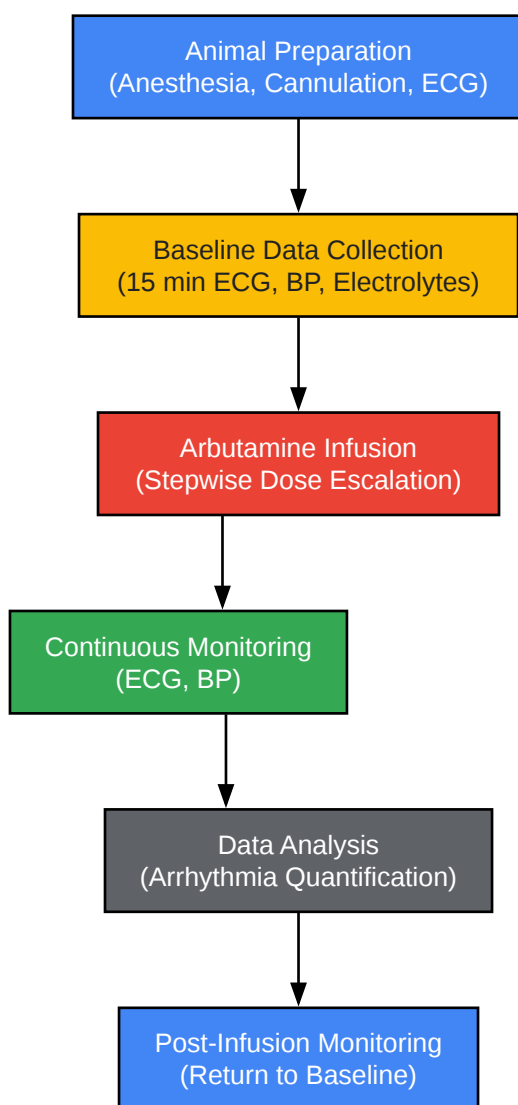 Animal Preparation
(Anesthesia, Cannulation, ECG)
Baseline Data Collection
(15 min ECG, BP, Electrolytes)
Arbutamine Infusion
(Stepwise Dose Escalation)
Continuous Monitoring
(ECG, BP)
Data Analysis
(Arrhythmia Quantification)
Post-Infusion Monitoring
(Return to Baseline)